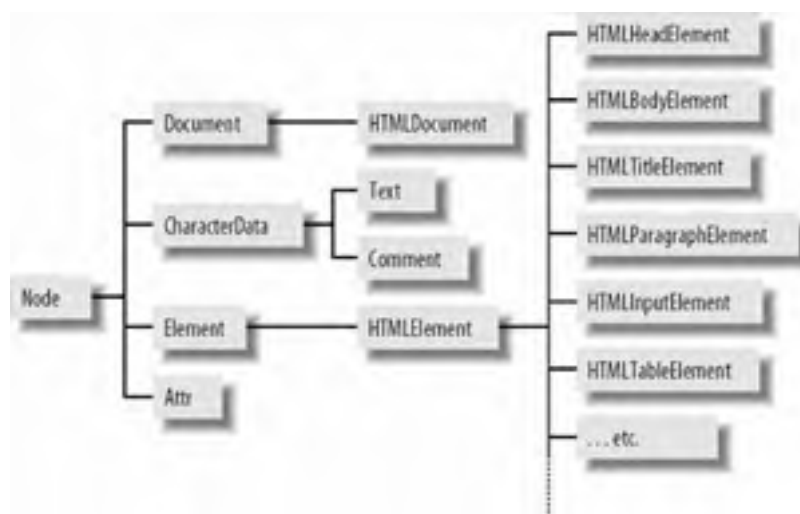 HTMLHeadElement
HTMLBodyElement
Document
HTMLDocument
HTMLTitleElement
Text
CharacterData
HTMLParagraphElement
Comment
Node
HTMLInputElement
Element
HTMLElement
HTMLTableElement
Attr
... etc.